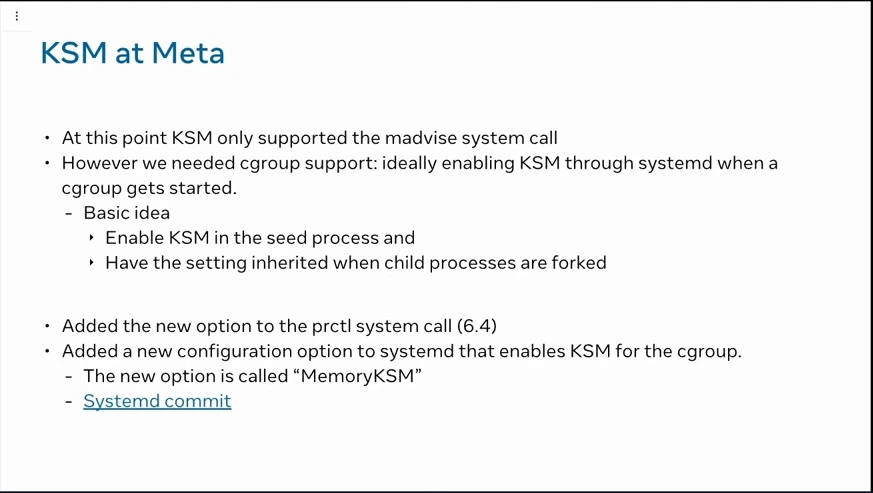 KSM at Meta
• At this point KSM only supported the madvise system call
• However we needed cgroup support: ideally enabling KSM through systemd when a
cgroup gets started.
- Basic idea
‣ Enable KSM in the seed process and
‣ Have the setting inherited when child processes are forked
• Added the new option to the prctl system call (6.4)
• Added a new configuration option to systemd that enables KSM for the cgroup.
- The new option is called “MemoryKSM”
- Systemd commit